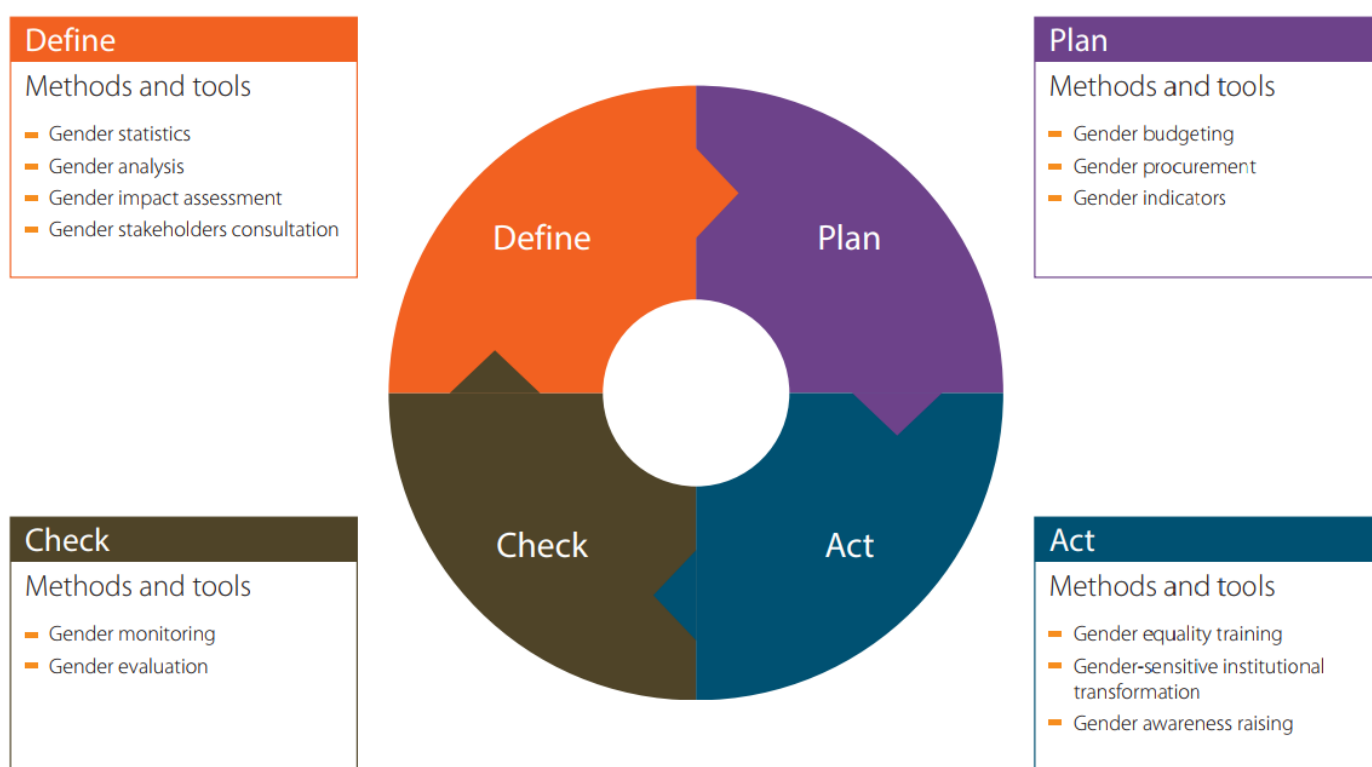 Define
Methods and tools
Gender statistics
Gender analysis
Gender impact assessment
Gender stakeholders consultation
Plan
Methods and tools
Gender budgeting
Gender procurement
Gender indicators
Define
Plan
Check
Act
Check
Methods and tools
Gender monitoring
Gender evaluation
Act
Methods and tools
Gender equality training
Gender-sensitive institutional
transformation
Gender awareness raising